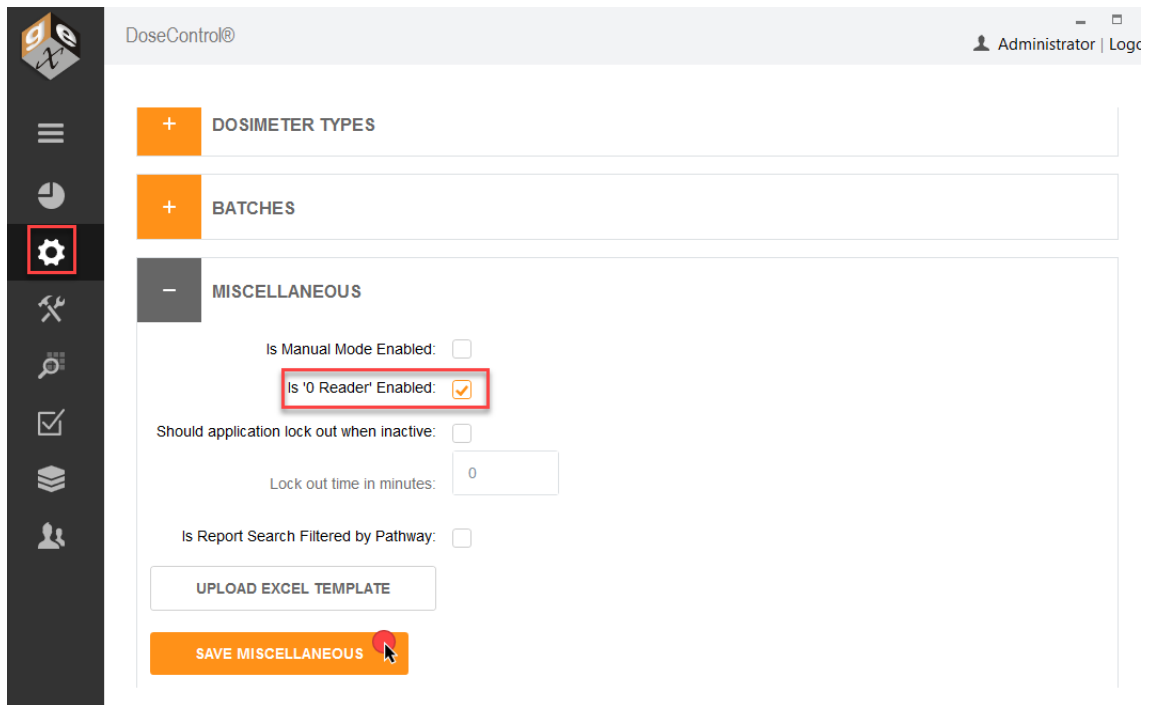 gex
DoseControl®
Administrator | Logo
+ DOSIMETER TYPES
+ BATCHES
− MISCELLANEOUS
Is Manual Mode Enabled:
Is '0 Reader' Enabled:
Should application lock out when inactive:
Lock out time in minutes: 0
Is Report Search Filtered by Pathway:
UPLOAD EXCEL TEMPLATE
SAVE MISCELLANEOUS